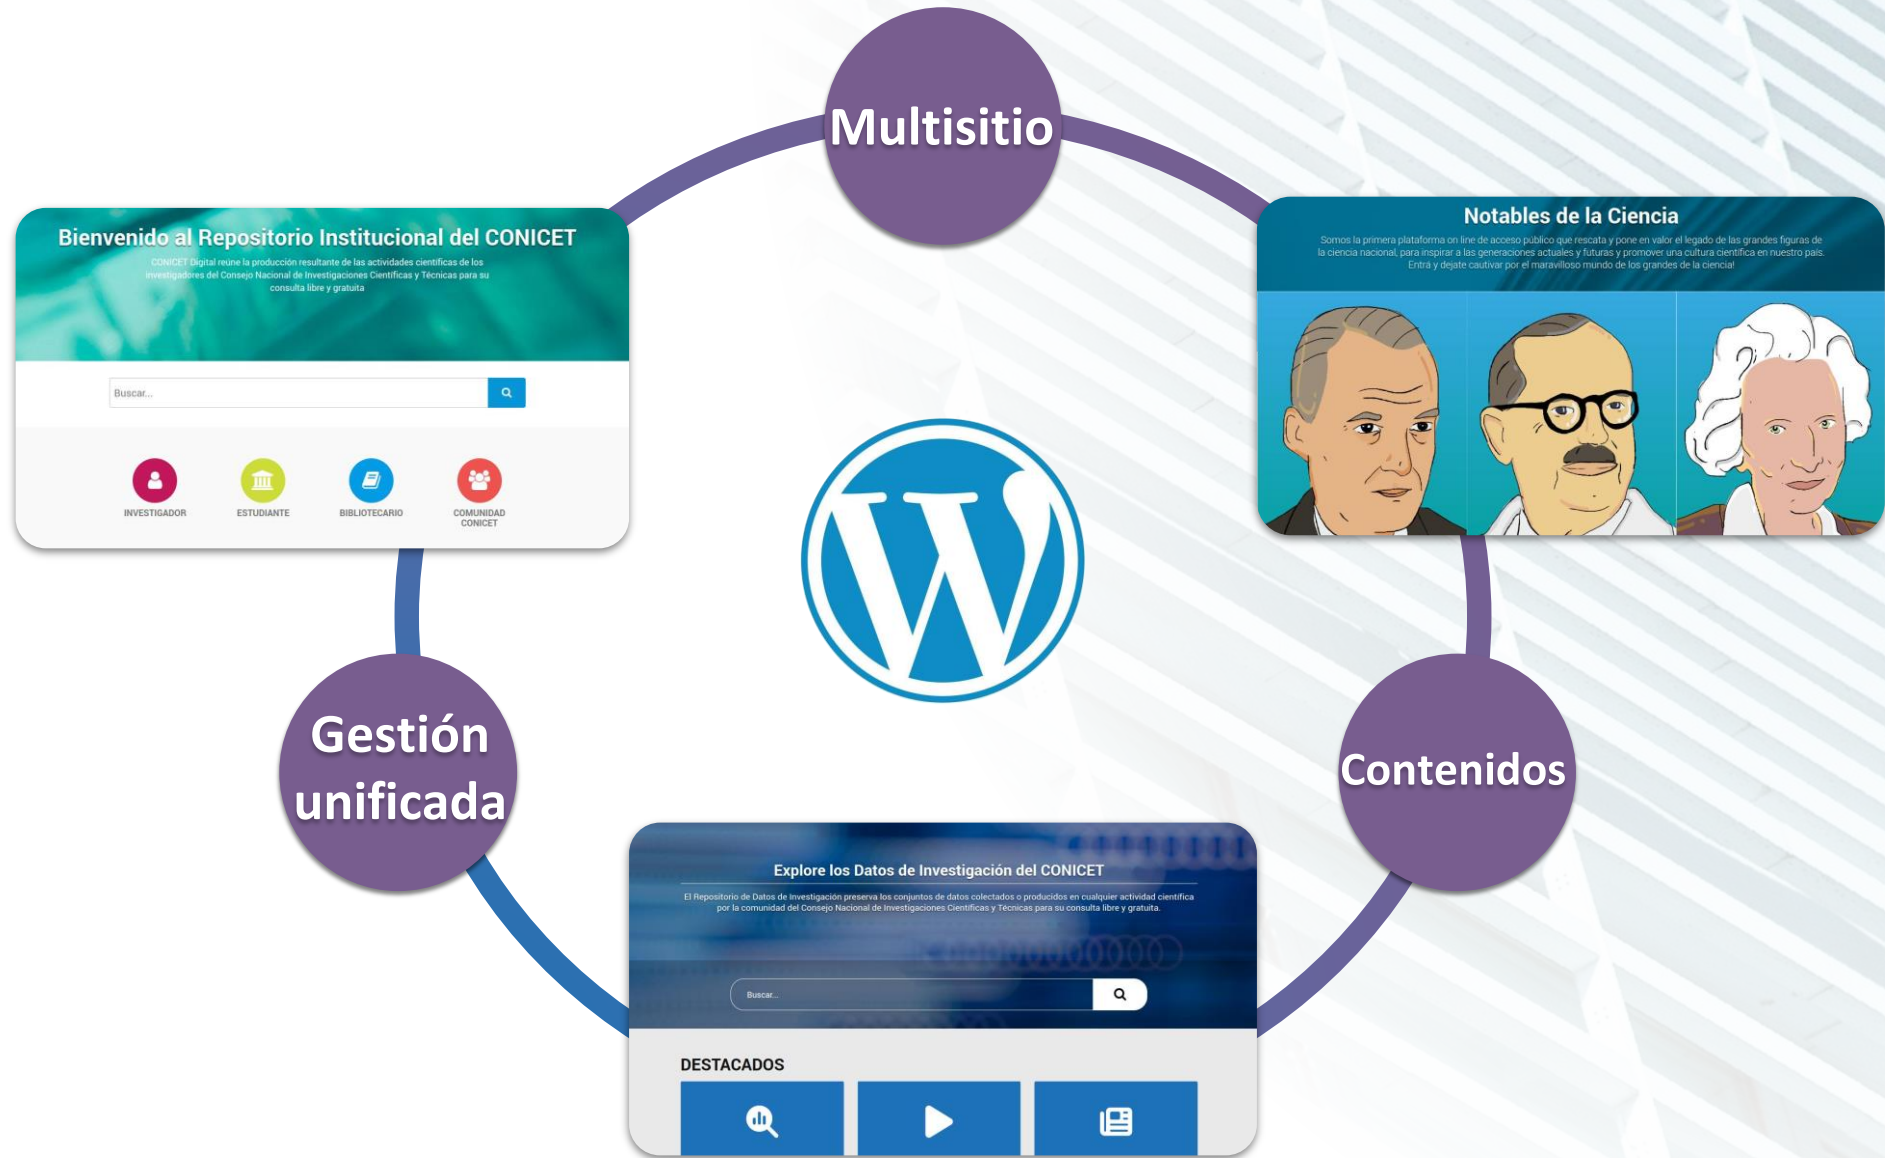 Multisitio
Bienvenido al Repositorio Institucional del CONICET
CONICET Digital reúne la producción resultante de las actividades científicas de los
investigadores del Consejo Nacional de Investigaciones Científicas y Técnicas para su
consulta libre y gratuita
Buscar...
INVESTIGADOR
ESTUDIANTE
BIBLIOTECARIO
COMUNIDAD
CONICET
Notables de la Ciencia
Somos la primera plataforma on line de acceso público que rescata y pone en valor el legado de las grandes figuras de
la ciencia nacional, para inspirar a las generaciones actuales y futuras y promover una cultura científica en nuestro país.
Entrá y dejate cautivar por el maravilloso mundo de los grandes de la ciencia!
W
Gestión
unificada
Contenidos
Explore los Datos de Investigación del CONICET
El Repositorio de Datos de Investigación preserva los conjuntos de datos colectados o producidos en cualquier actividad científica
por la comunidad del Consejo Nacional de Investigaciones Científicas y Técnicas para su consulta libre y gratuita.
Buscar...
DESTACADOS